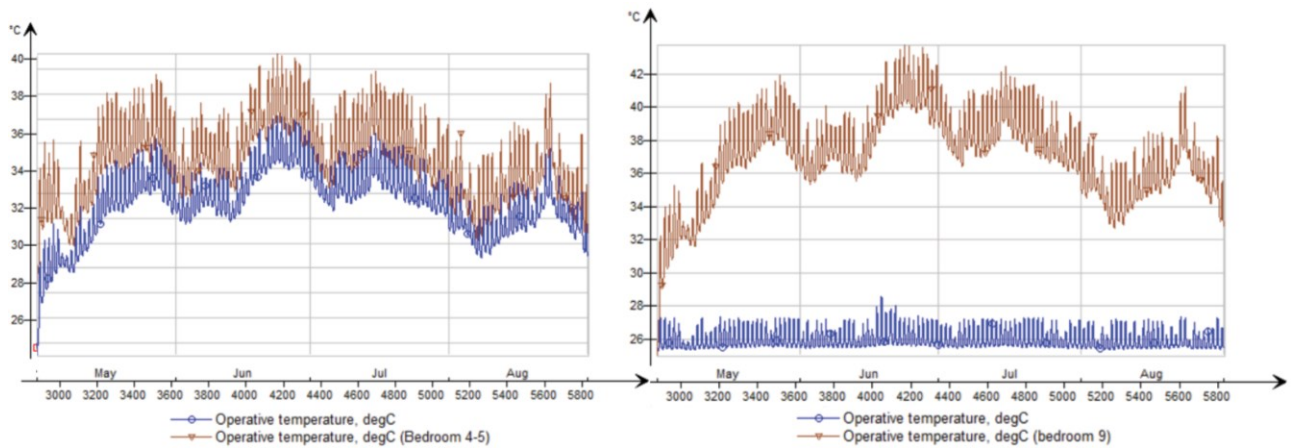 °C
40
38
36
34
32
30
28
26
May Jun Jul Aug
3000 3200 3400 3600 3800 4000 4200 4400 4600 4800 5000 5200 5400 5600 5800
Operative temperature, degC
Operative temperature, degC (Bedroom 4-5)
°C
42
40
38
36
34
32
30
28
26
May Jun Jul Aug
3000 3200 3400 3600 3800 4000 4200 4400 4600 4800 5000 5200 5400 5600 5800
Operative temperature, degC
Operative temperature, degC (bedroom 9)